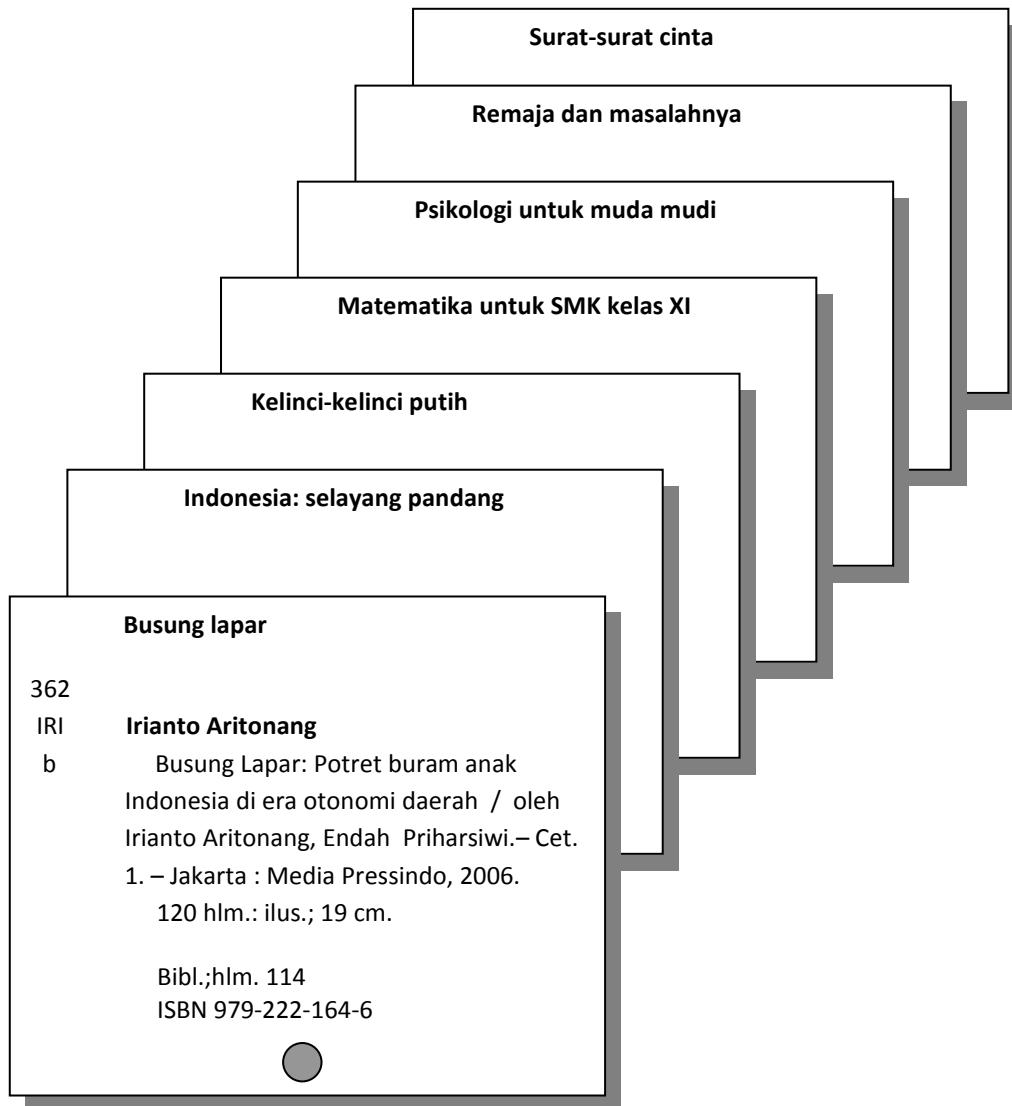 Surat-surat cinta
Remaja dan masalahnya
Psikologi untuk muda mudi
Matematika untuk SMK kelas XI
Kelinci-kelinci putih
Indonesia: selayang pandang
Busung lapar
362
IRI Irianto Aritonang
b Busung Lapar: Potret buram anak
Indonesia di era otonomi daerah / oleh
Irianto Aritonang, Endah Priharsiwi.– Cet.
1. – Jakarta : Media Pressindo, 2006.
120 hlm.: ilus.; 19 cm.
Bibl.;hlm. 114
ISBN 979-222-164-6